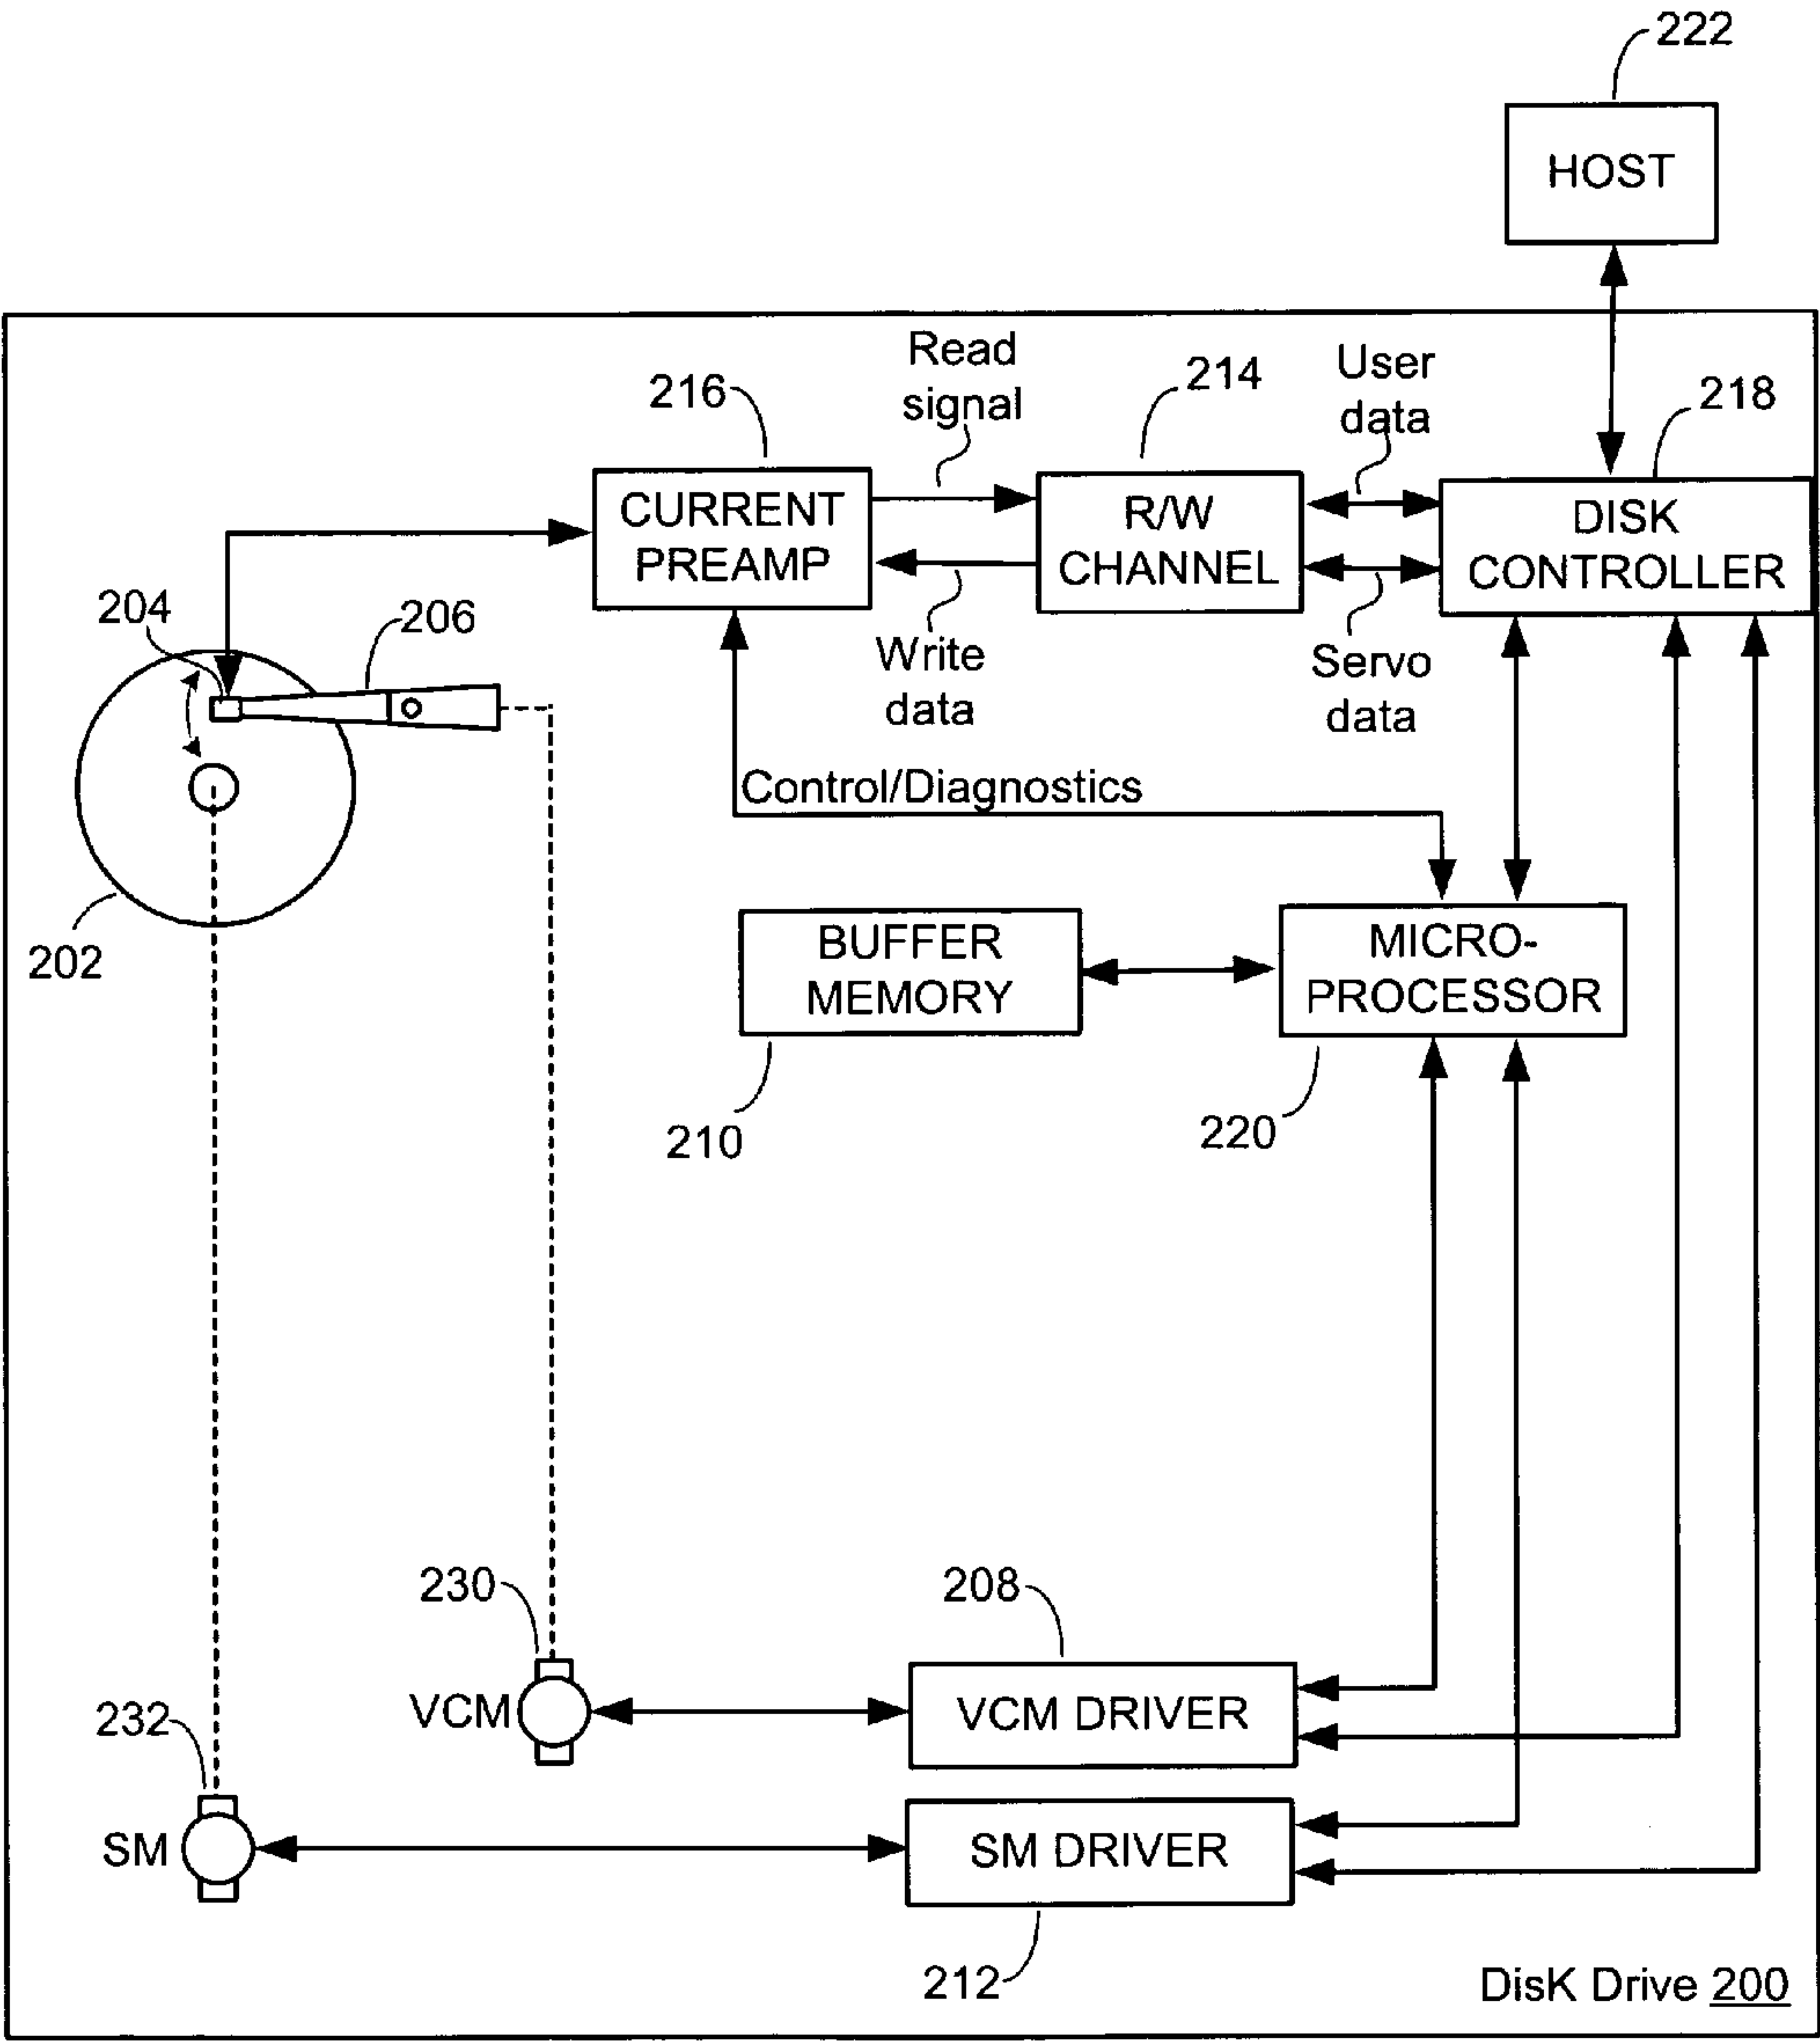 222
HOST
Read
signal
User
data
214
218
216
CURRENT
PREAMP
R/W
CHANNEL
DISK
CONTROLLER
204
206
Write
data
Servo
data
Control/Diagnostics
202
BUFFER
MEMORY
MICRO-
PROCESSOR
210
220
230
208
VCM
VCM DRIVER
232
SM
SM DRIVER
212
DisK Drive 200